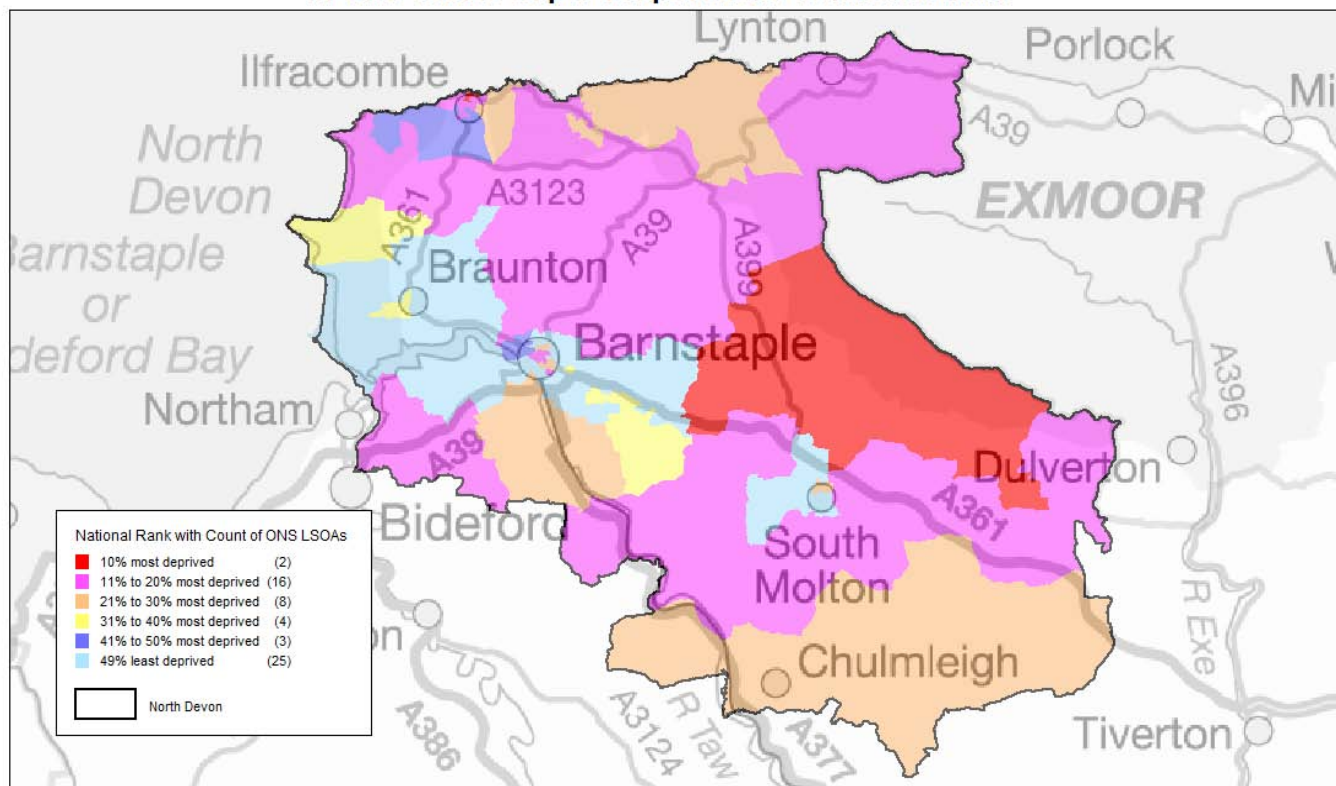 Lynton
Porlock
Ilfracombe
Mi
North
Devon
A39
A3123
EXMOOR
A361
A39
A399
Barnstaple
or
Bideford Bay
Braunton
Barnstaple
Northam
A39
A396
Dulverton
Bideford
A361
South
Molton
R Exe
Chulmleigh
A386
A3124
R Taw
A377
Tiverton
National Rank with Count of ONS LSOAs
10% most deprived (2)
11% to 20% most deprived (16)
21% to 30% most deprived (8)
31% to 40% most deprived (4)
41% to 50% most deprived (3)
49% least deprived (25)
North Devon